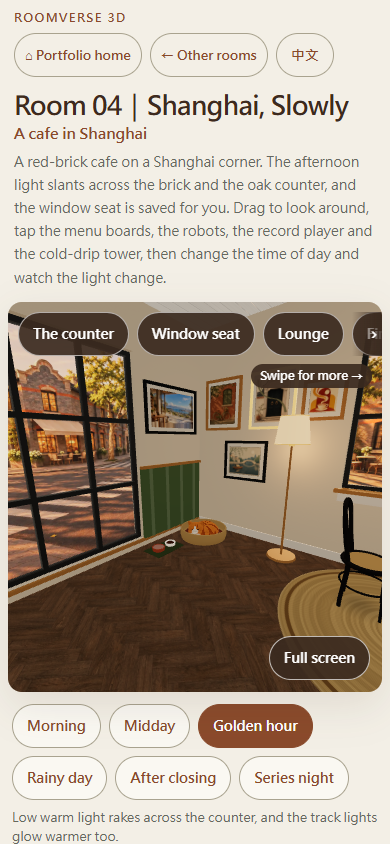 ROOMVERSE 3D
⌂ Portfolio home
← Other rooms
中文
Room 04 | Shanghai, Slowly
A cafe in Shanghai
A red-brick cafe on a Shanghai corner. The afternoon
light slants across the brick and the oak counter, and
the window seat is saved for you. Drag to look around,
tap the menu boards, the robots, the record player and
the cold-drip tower, then change the time of day and
watch the light change.
The counter
Window seat
Lounge
›
Swipe for more →
Full screen
Morning
Midday
Golden hour
Rainy day
After closing
Series night
Low warm light rakes across the counter, and the track lights
glow warmer too.